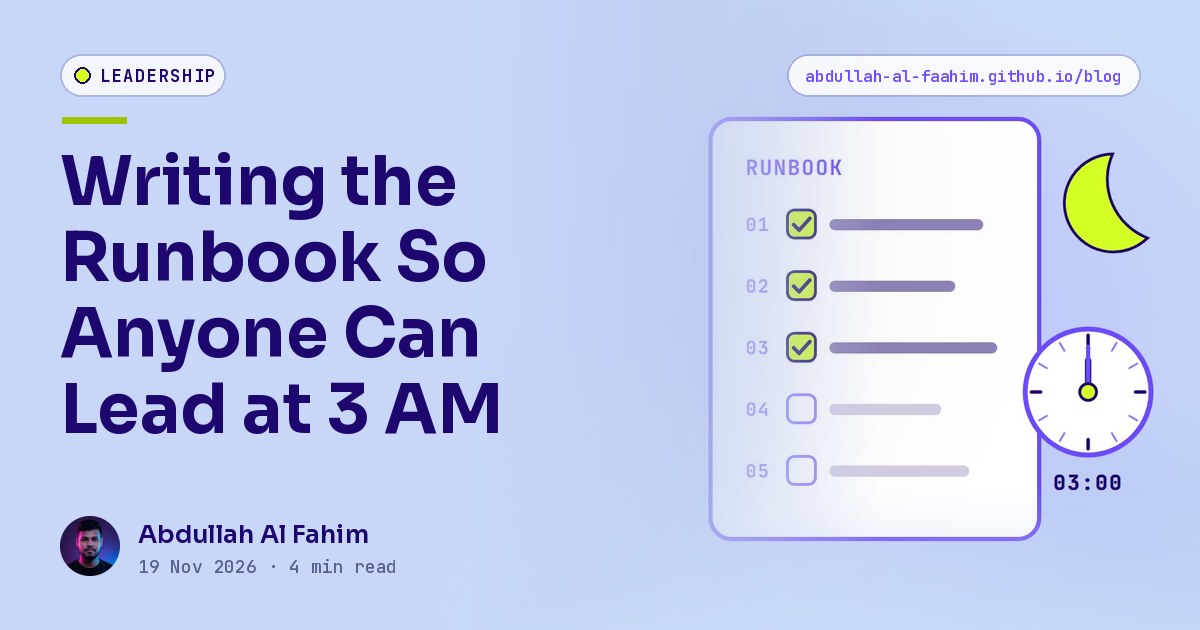 LEADERSHIP
abdullah-al-faahim.github.io/blog
Writing the
Runbook So
Anyone Can
Lead at 3 AM
Abdullah Al Fahim
19 Nov 2026 · 4 min read
RUNBOOK
01
02
03
04
05
03:00